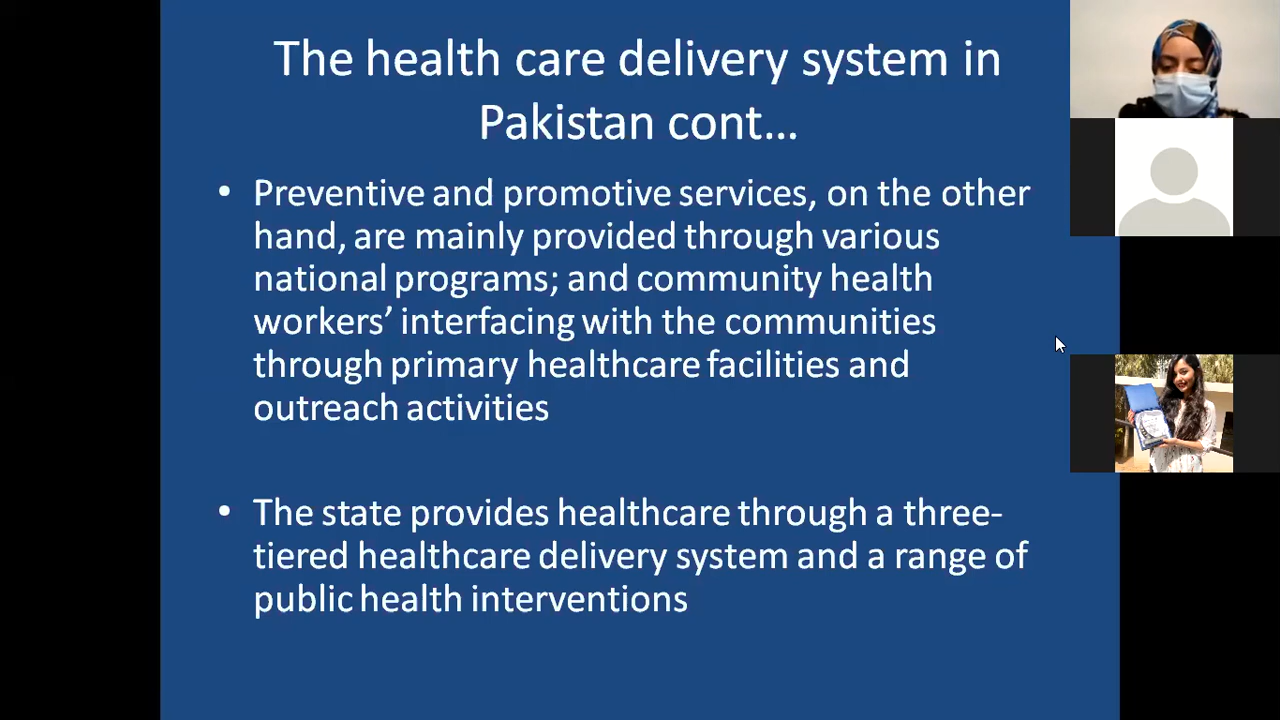 The health care delivery system in
Pakistan cont...
• Preventive and promotive services, on the other
hand, are mainly provided through various
national programs; and community health
workers’ interfacing with the communities
through primary healthcare facilities and
outreach activities
• The state provides healthcare through a three-
tiered healthcare delivery system and a range of
public health interventions